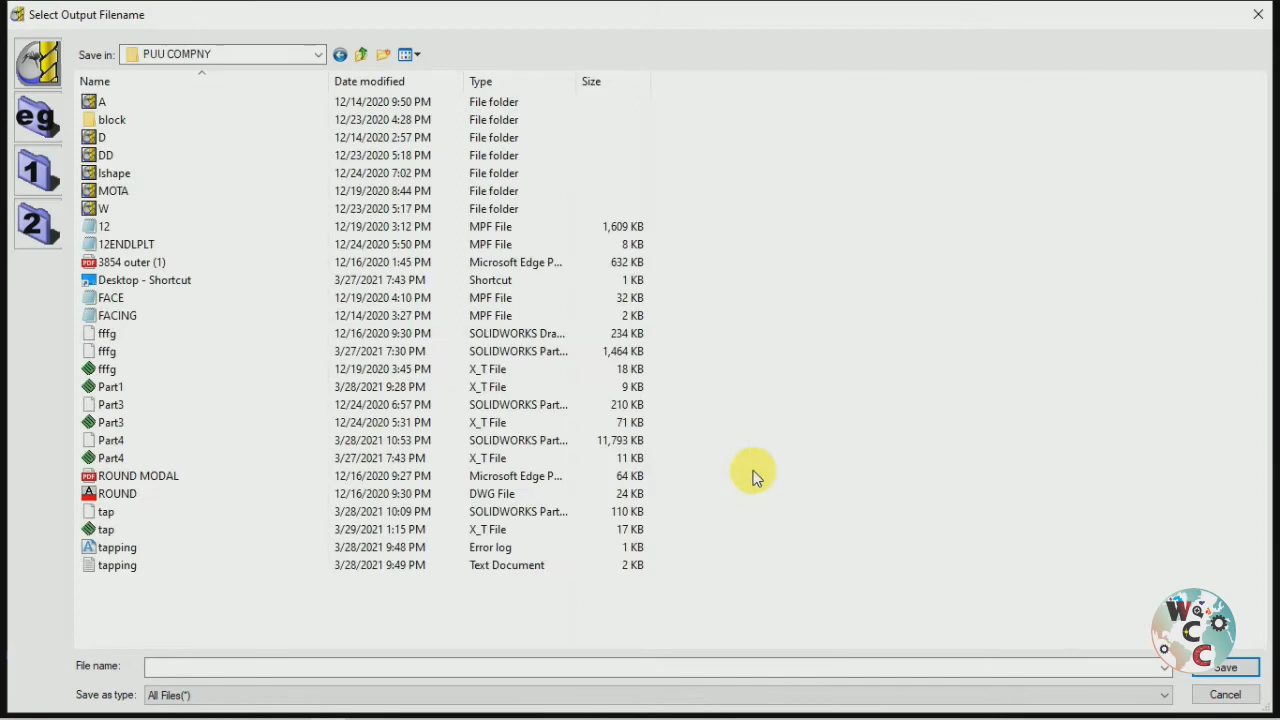 Select Output Filename
Save in: PUU COMPNY
eg
1
2
Name Date modified Type Size
A 12/14/2020 9:50 PM File folder
block 12/23/2020 4:28 PM File folder
D 12/14/2020 2:57 PM File folder
DD 12/23/2020 5:18 PM File folder
lshape 12/24/2020 7:02 PM File folder
MOTA 12/19/2020 8:44 PM File folder
W 12/23/2020 5:17 PM File folder
12 12/19/2020 3:12 PM MPF File 1,609 KB
12ENDLPLT 12/24/2020 5:50 PM MPF File 8 KB
3854 outer (1) 12/16/2020 1:45 PM Microsoft Edge P... 632 KB
Desktop - Shortcut 3/27/2021 7:43 PM Shortcut 1 KB
FACE 12/19/2020 4:10 PM MPF File 32 KB
FACING 12/14/2020 3:27 PM MPF File 2 KB
fffg 12/16/2020 9:30 PM SOLIDWORKS Dra... 234 KB
fffg 3/27/2021 7:30 PM SOLIDWORKS Part... 1,464 KB
fffg 12/19/2020 3:45 PM X_T File 18 KB
Part1 3/28/2021 9:28 PM X_T File 9 KB
Part3 12/24/2020 6:57 PM SOLIDWORKS Part... 210 KB
Part3 12/24/2020 5:31 PM X_T File 71 KB
Part4 3/28/2021 10:53 PM SOLIDWORKS Part... 11,793 KB
Part4 3/27/2021 7:43 PM X_T File 11 KB
ROUND MODAL 12/16/2020 9:27 PM Microsoft Edge P... 64 KB
ROUND 12/16/2020 9:30 PM DWG File 24 KB
tap 3/28/2021 10:09 PM SOLIDWORKS Part... 110 KB
tap 3/29/2021 1:15 PM X_T File 17 KB
tapping 3/28/2021 9:48 PM Error log 1 KB
tapping 3/28/2021 9:49 PM Text Document 2 KB
W
C
C
File name: Save
Save as type: All Files(*) Cancel